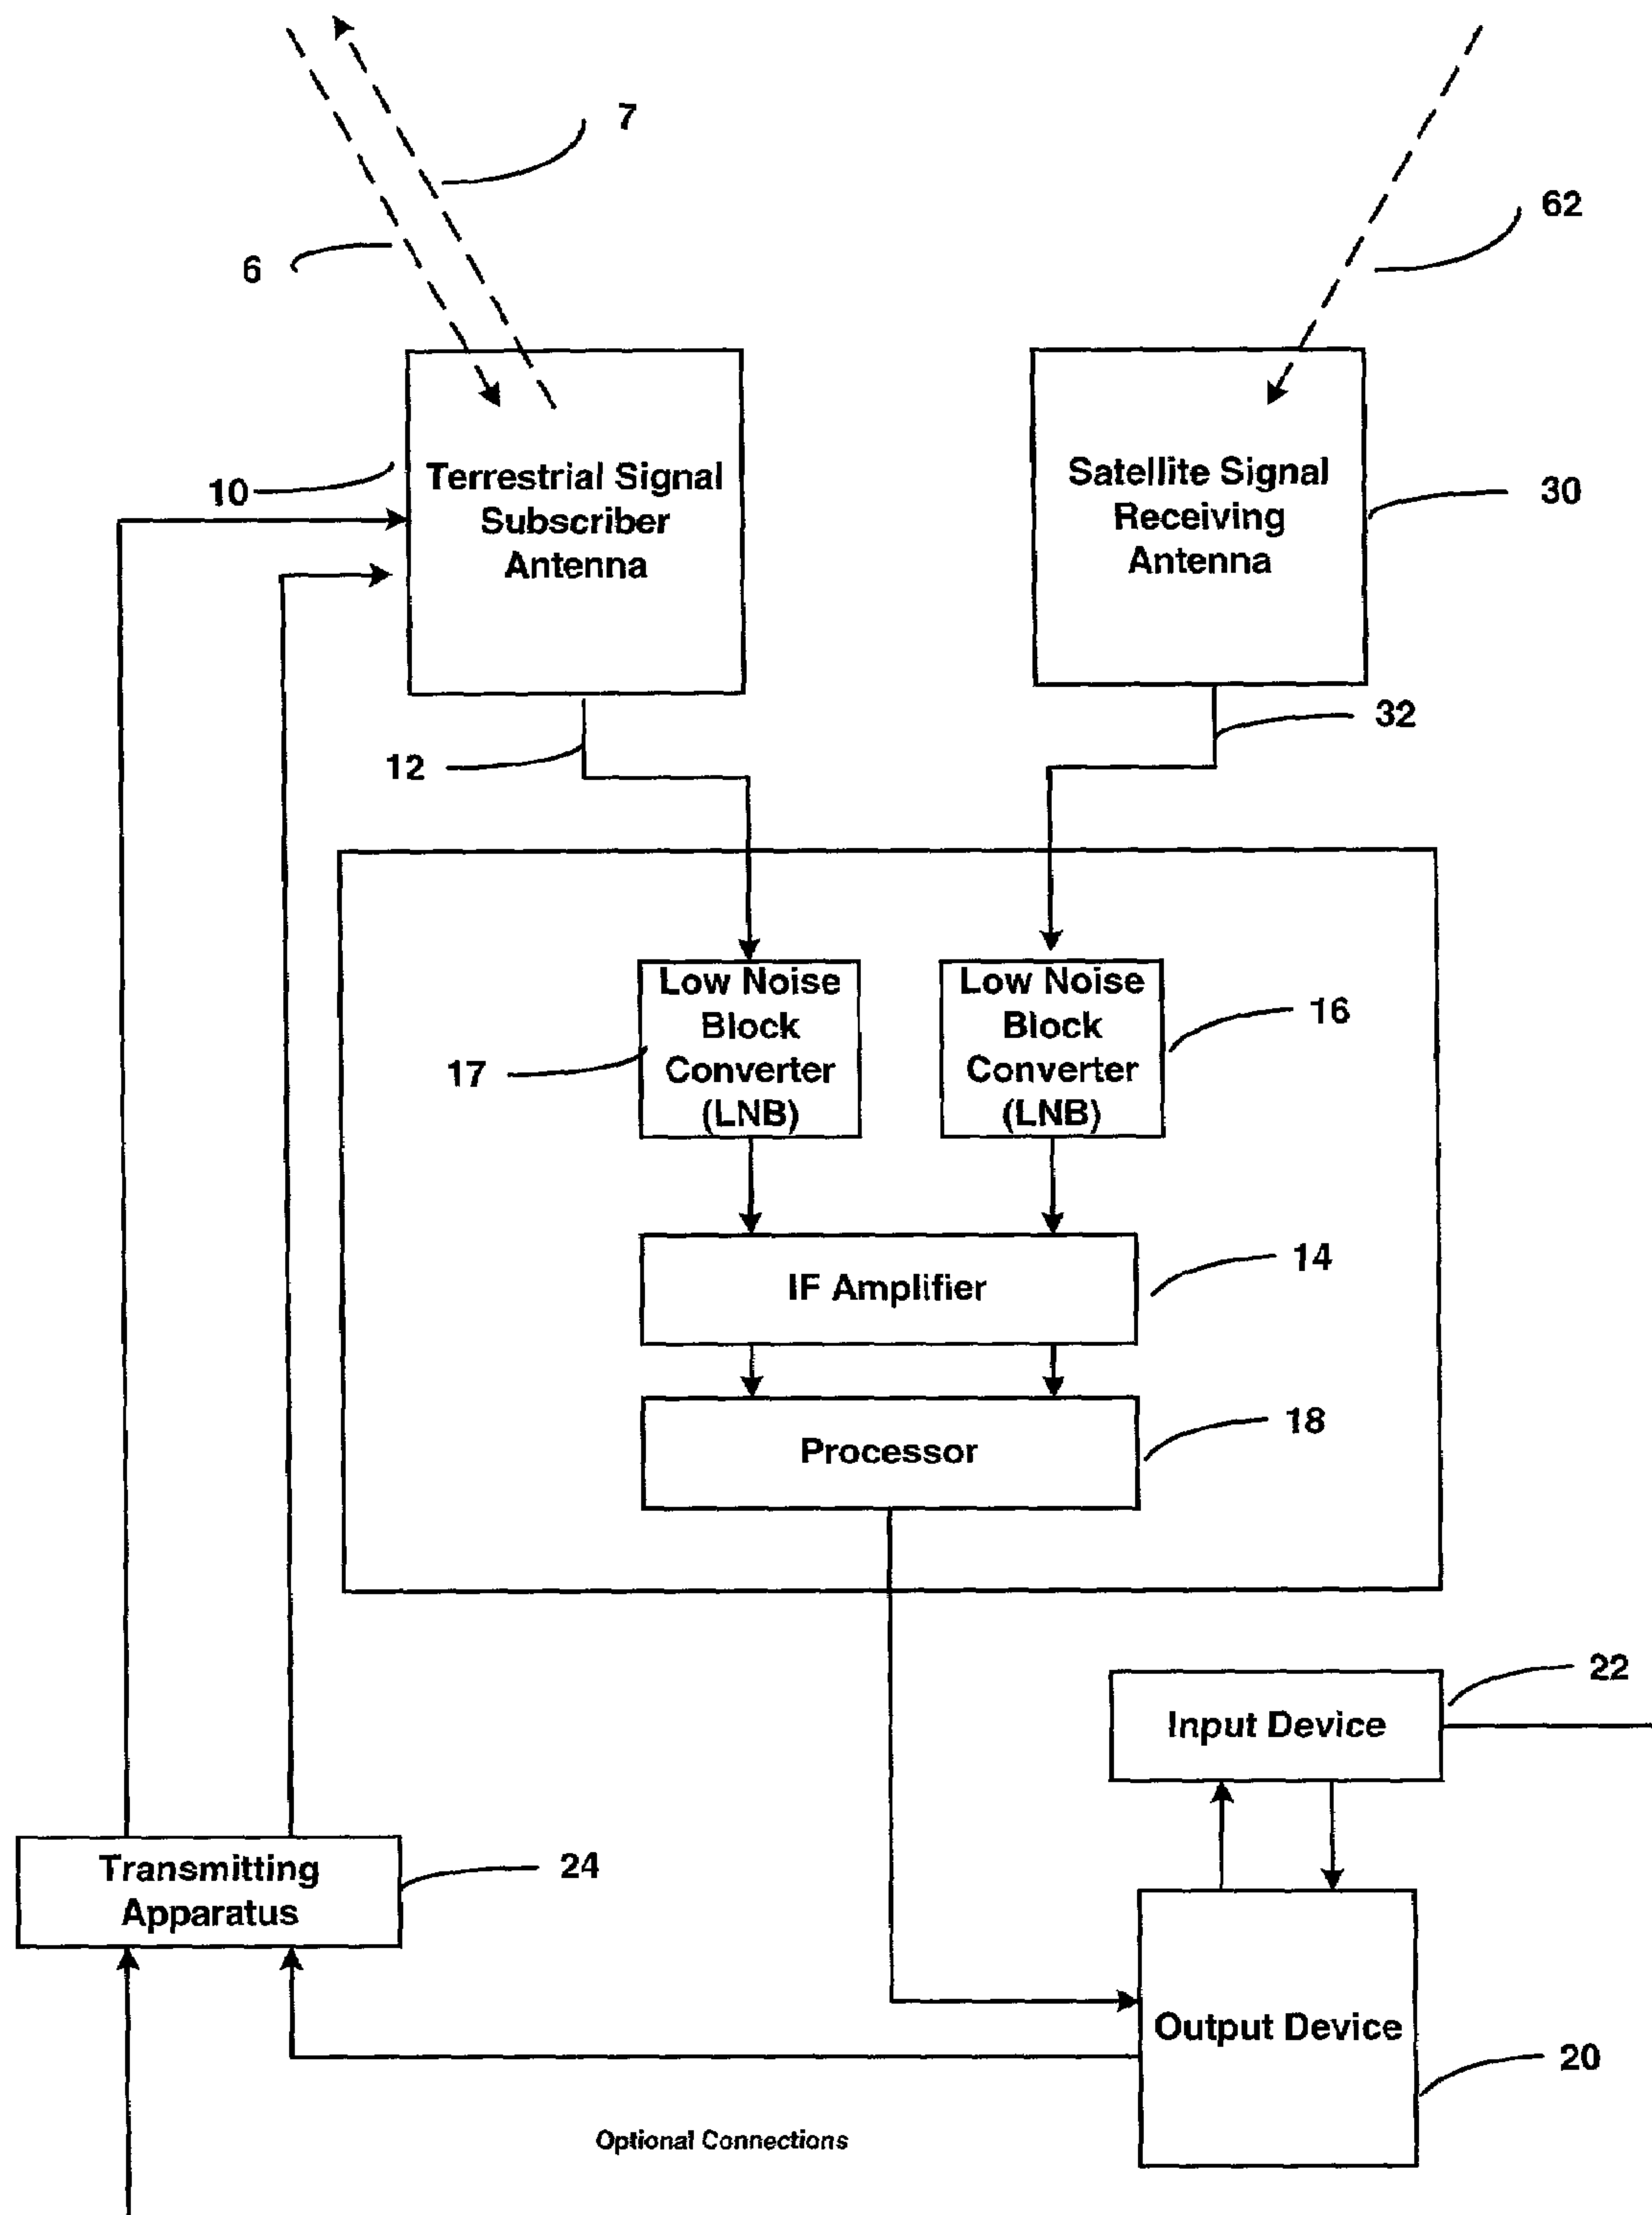 7
62
6
10
Terrestrial Signal
Subscriber
Antenna
Satellite Signal
Receiving
Antenna
30
12
32
Low Noise
Block
Converter
(LNB)
17
Low Noise
Block
Converter
(LNB)
16
IF Amplifier
14
Processor
18
22
Input Device
Transmitting
Apparatus
24
Output Device
20
Optional Connections